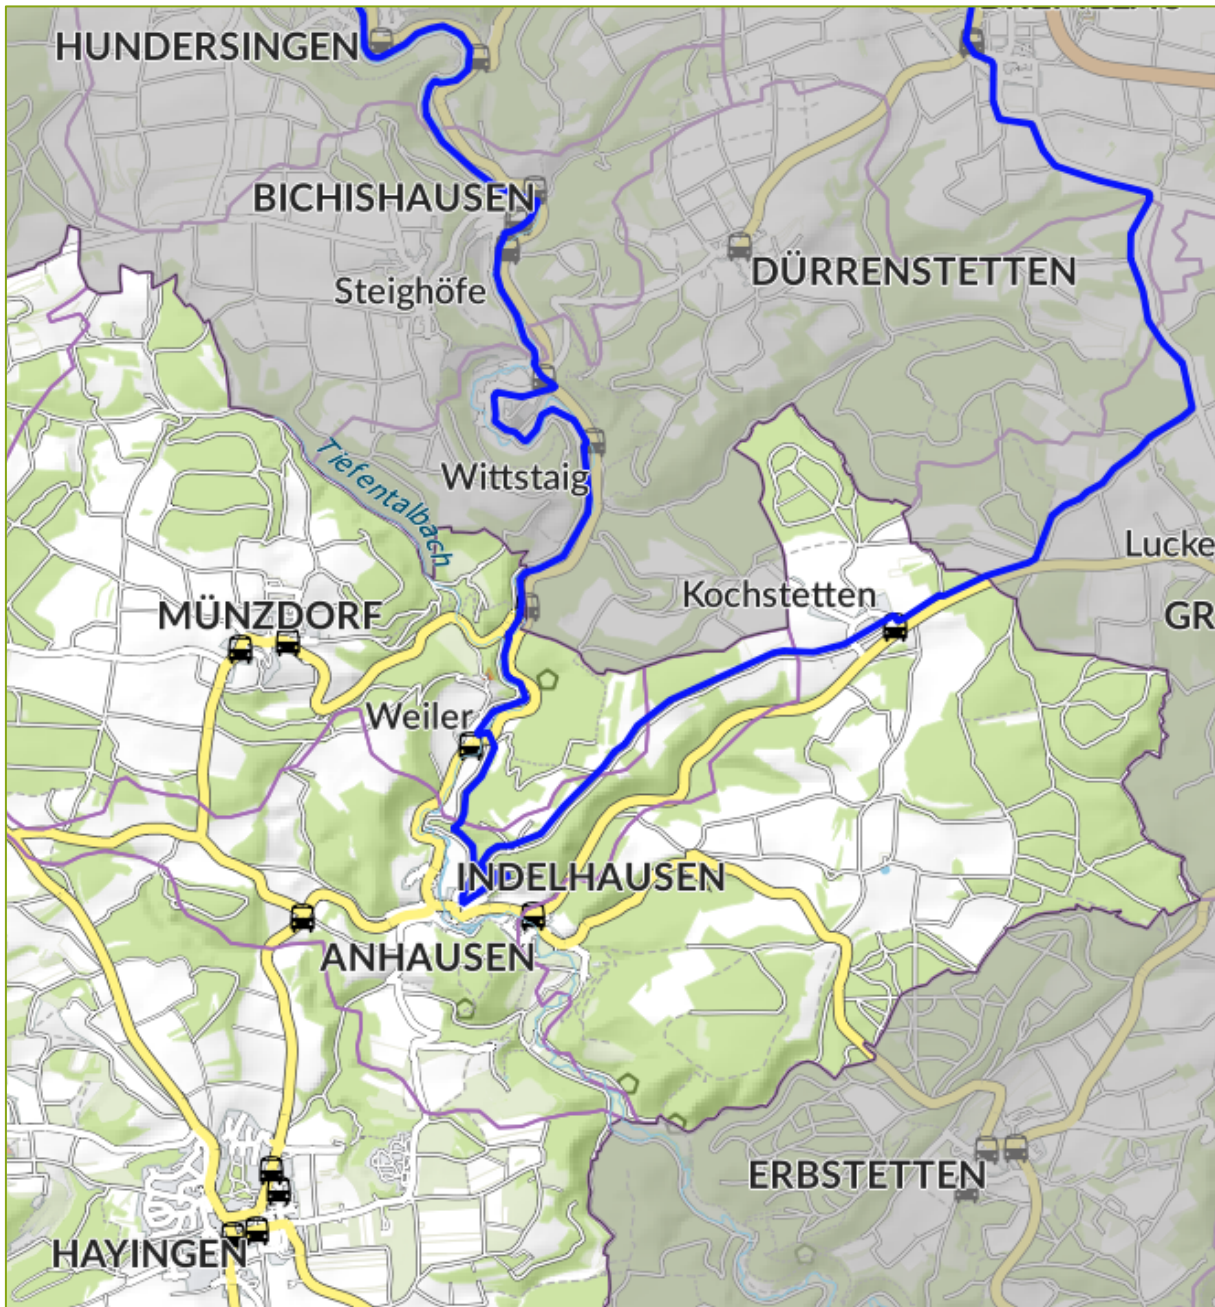 HUNDERSINGEN
BICHISHAUSEN
DÜRRENSTETTEN
Steighöfe
Tiefentalbach
Wittstaig
Lucke
Kochstetten
MÜNZDORF
GR
Weiler
INDELHAUSEN
ANHAUSEN
ERBSTETTEN
HAYINGEN